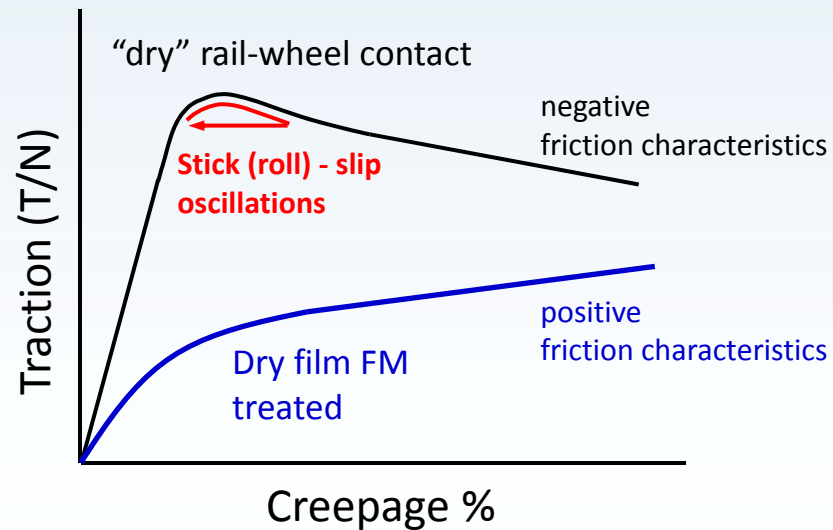 “dry” rail-wheel contact
negative
friction characteristics
Stick (roll) - slip
oscillations
Traction (T/N)
positive
friction characteristics
Dry film FM
treated
Creepage %